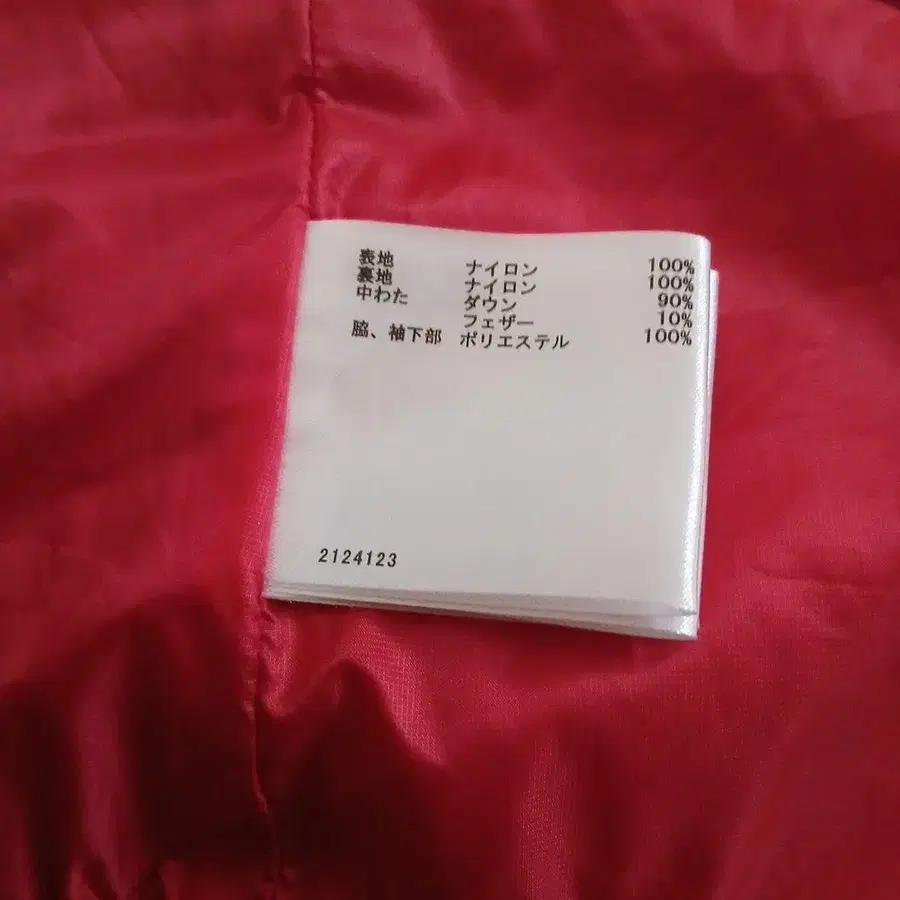 表地 ナイロン 100%
裏地 ナイロン 100%
中わた ダウン 90%
フェザー 10%
脇、袖下部 ポリエステル 100%
2124123